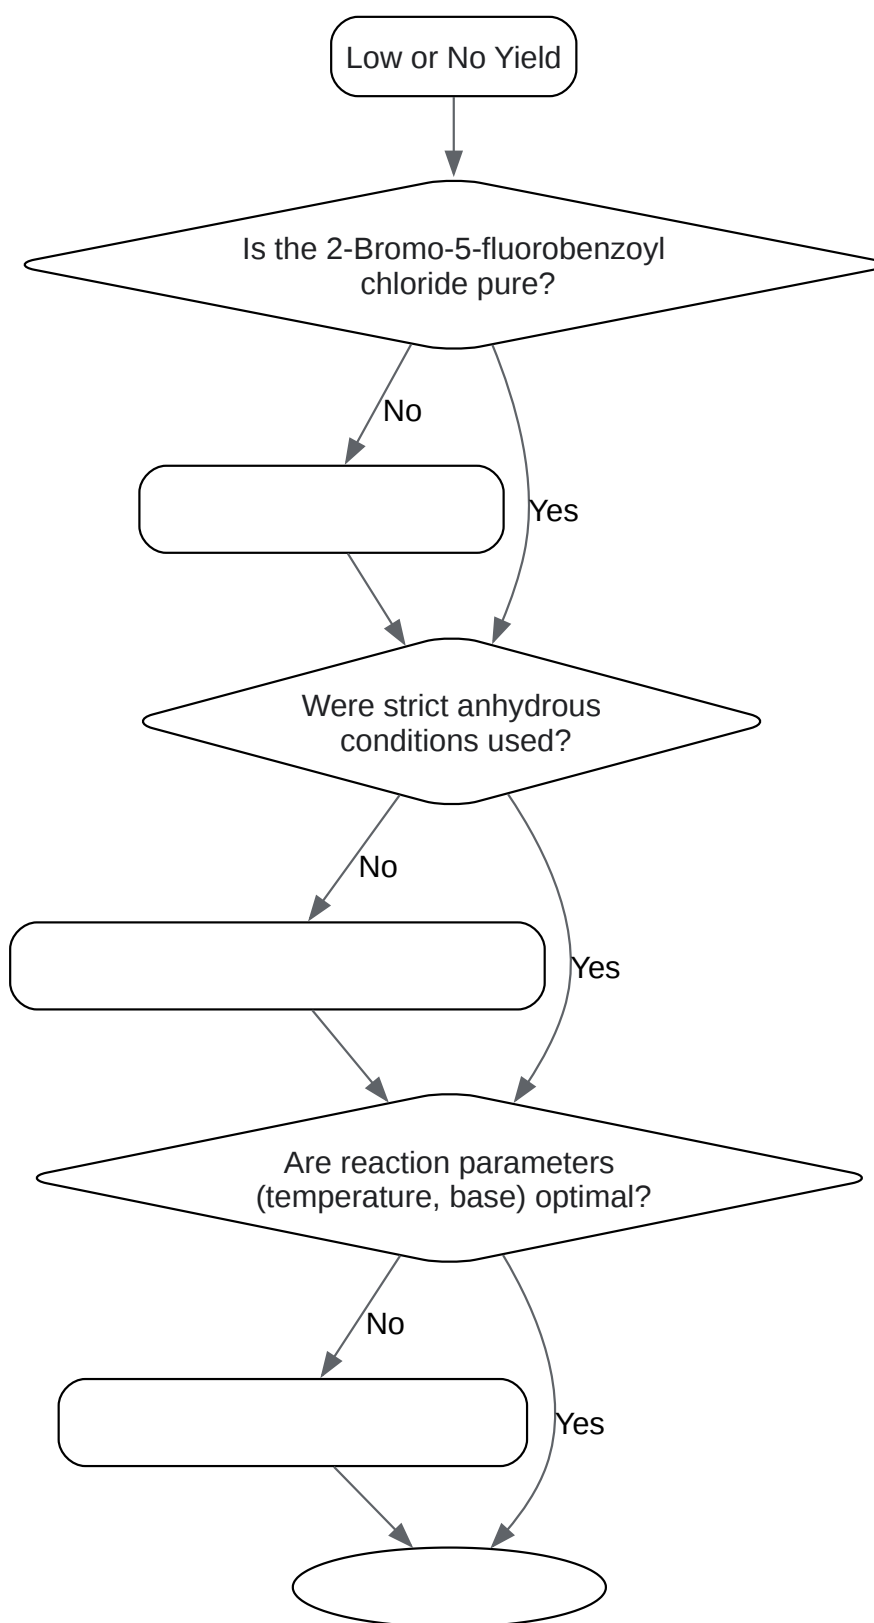 Low or No Yield
Is the 2-Bromo-5-fluorobenzoyl
chloride pure?
No
Yes
Were strict anhydrous
conditions used?
No
Yes
Are reaction parameters
(temperature, base) optimal?
No
Yes